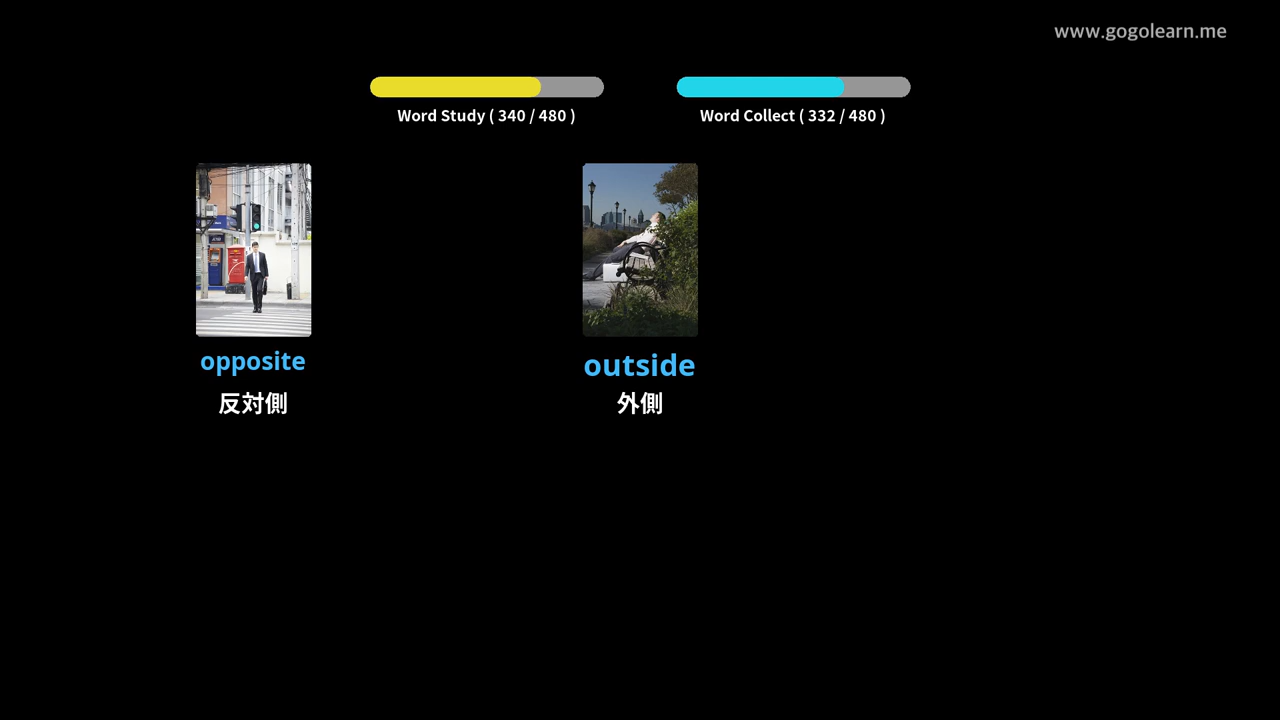 www.gogolearn.me
Word Study ( 340 / 480 )
Word Collect ( 332 / 480 )
opposite
反対側
outside
外側